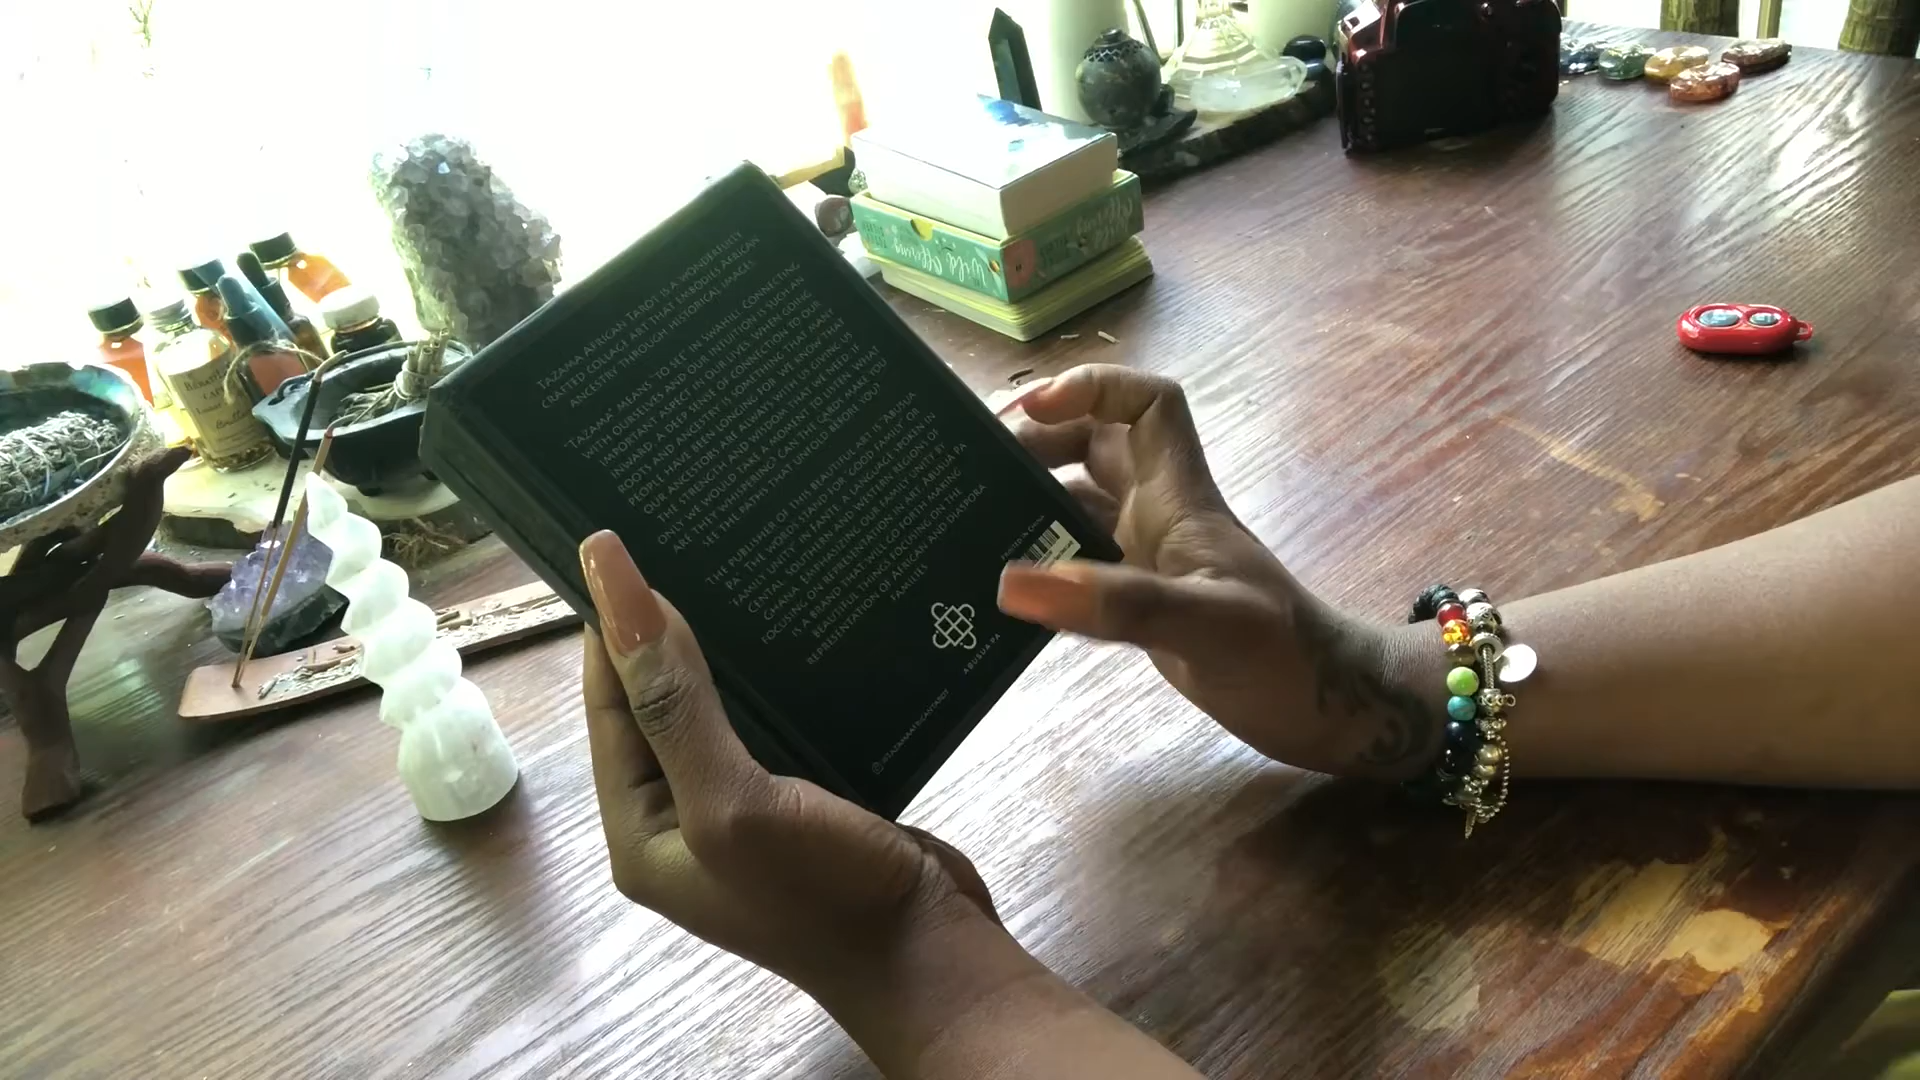 TAZAMA AFRICAN TAROT IS A WONDERFULLY
CRAFTED COLLAGE ART THAT EMBODIES AFRICAN
ANCESTRY THROUGH HISTORICAL IMAGES.
"TAZAMA" MEANS "TO SEE" IN SWAHILI. CONNECTING
WITH OURSELVES AND OUR INTUITION IS SUCH AN
IMPORTANT ASPECT IN OUR LIVES. WHEN GOING
INWARD, A DEEP SENSE OF CONNECTION TO OUR
ROOTS AND ANCESTRY IS SOMETHING THAT MANY
PEOPLE HAVE BEEN LONGING FOR. WE KNOW THAT
OUR ANCESTORS ARE ALWAYS WITH US GIVING US
THE STRENGTH AND WISDOM THAT WE NEED, IF
ONLY WE WOULD TAKE A MOMENT TO LISTEN. WHAT
ARE THEY WHISPERING? CAN THE CARDS MAKE YOU
SEE THE PATHS THAT UNFOLD BEFORE YOU?
THE PUBLISHER OF THIS BEAUTIFUL ART IS "ABUSUA
PA". THE WORDS STAND FOR "GOOD FAMILY" OR
"FAMILY UNITY" IN FANTE, A LANGUAGE SPOKEN IN
CENTAL, SOUTHERN AND WESTERN REGION OF
GHANA. EMPHASIZING FAMILY UNITY &
FOCUSING ON REPRESENTATION IN ART, ABUSUA PA
IS A BRAND THAT WILL GO FORTH MAKING
BEAUTIFUL THINGS FOCUSING ON THE
REPRESENTATION OF AFRICAN AND DIASPORA
FAMILIES
PRINTED IN CHINA
ABUSUA PA
@TAZAMAAFRICANTAROT
Wild Offering